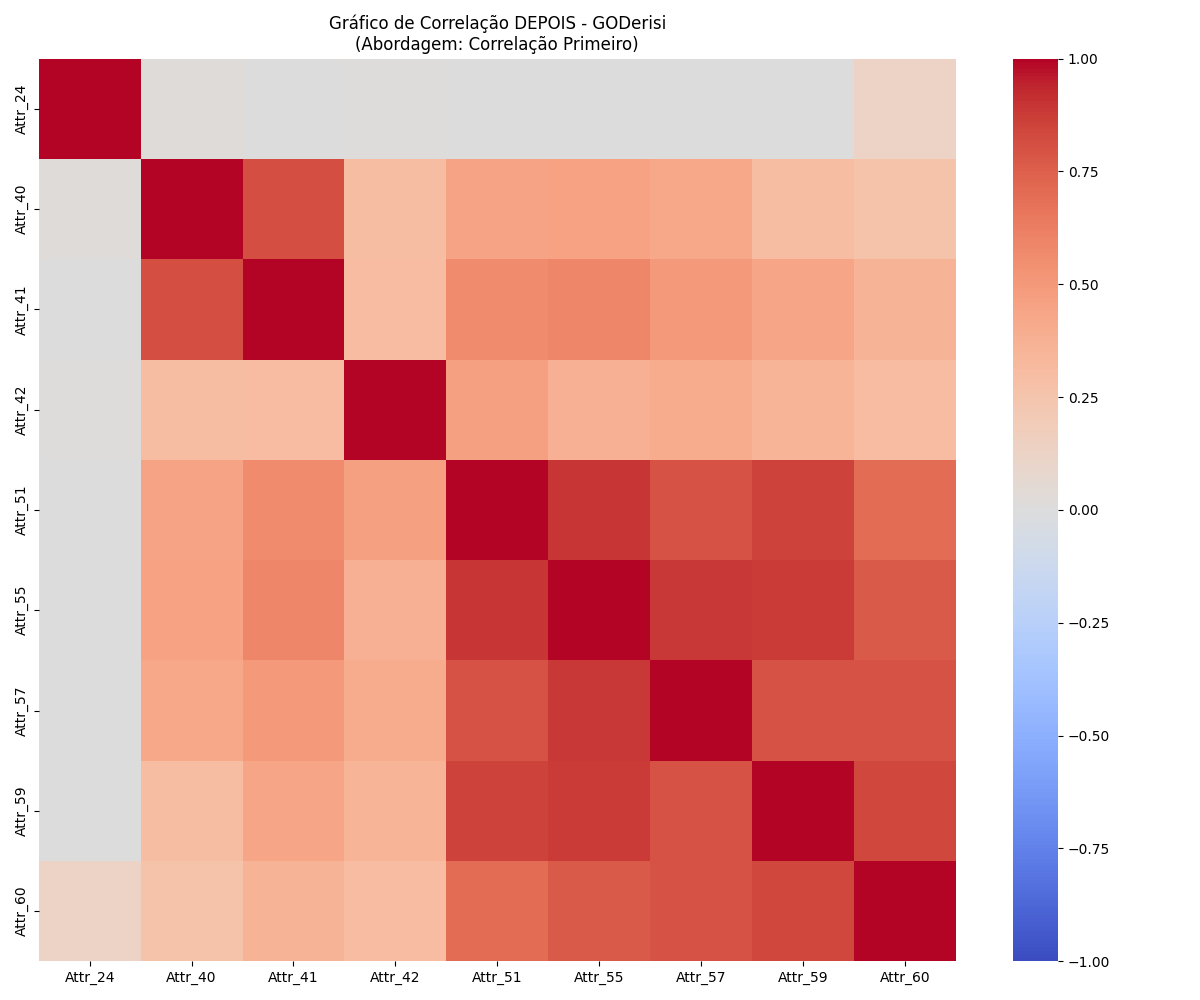 Gráfico de Correlação DEPOIS - GODerisi
(Abordagem: Correlação Primeiro)
Attr_24
Attr_40
Attr_41
Attr_42
Attr_51
Attr_55
Attr_57
Attr_59
Attr_60
Attr_24 Attr_40 Attr_41 Attr_42 Attr_51 Attr_55 Attr_57 Attr_59 Attr_60
1.00
0.75
0.50
0.25
0.00
−0.25
−0.50
−0.75
−1.00